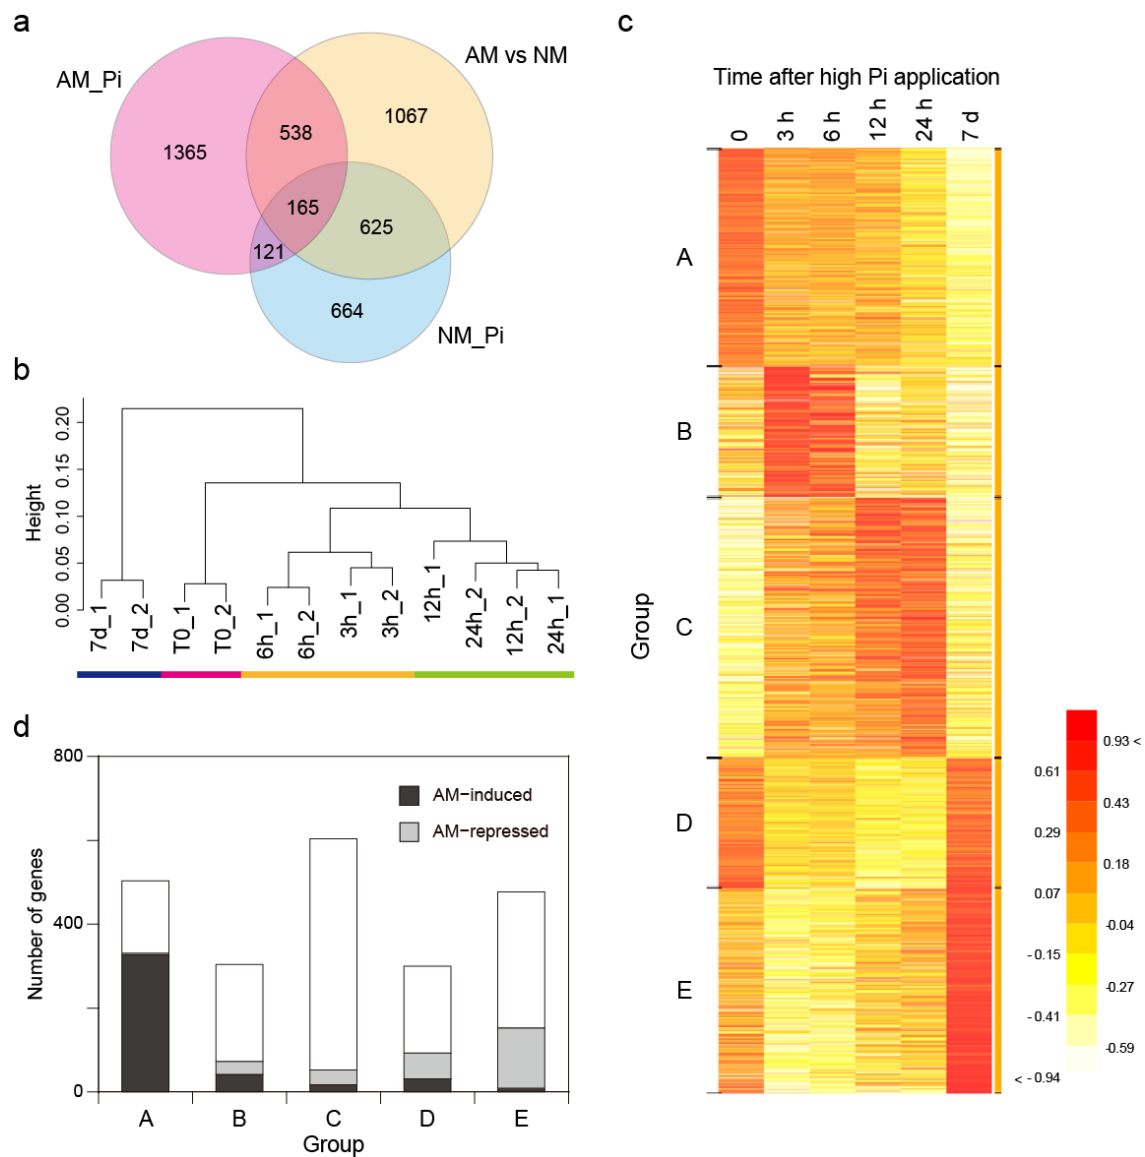 a
AM_Pi
AM vs NM
1365
538
1067
165
121
625
664
NM_Pi
b
Height
0.00 0.05 0.10 0.15 0.20
7d_1
7d_2
T0_1
T0_2
6h_1
6h_2
3h_1
3h_2
12h_1
24h_2
12h_2
24h_1
c
Time after high Pi application
0
3 h
6 h
12 h
24 h
7 d
Group
A
B
C
D
E
0.93 <
0.61
0.43
0.29
0.18
0.07
-0.04
-0.15
-0.27
-0.41
-0.59
< -0.94
d
Number of genes
800
400
0
AM−induced
AM−repressed
A B C D E
Group